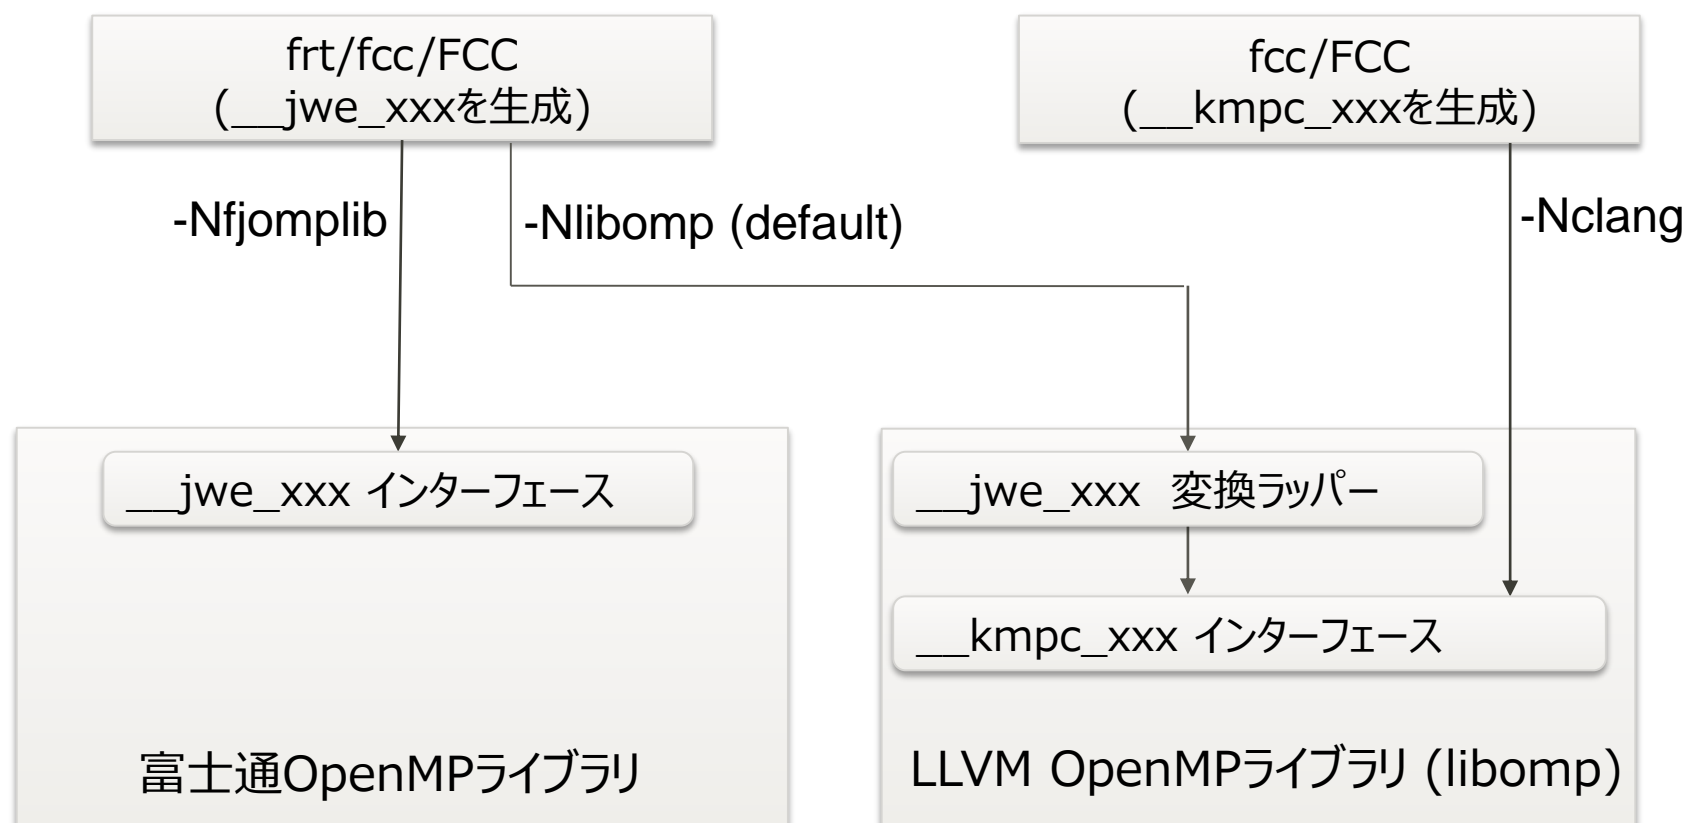 frt/fcc/FCC
(__jwe_xxxを生成)
fcc/FCC
(__kmpc_xxxを生成)
-Nfjomplib
-Nlibomp (default)
-Nclang
__jwe_xxx インターフェース
__jwe_xxx 変換ラッパー
__kmpc_xxx インターフェース
富士通OpenMPライブラリ
LLVM OpenMPライブラリ (libomp)